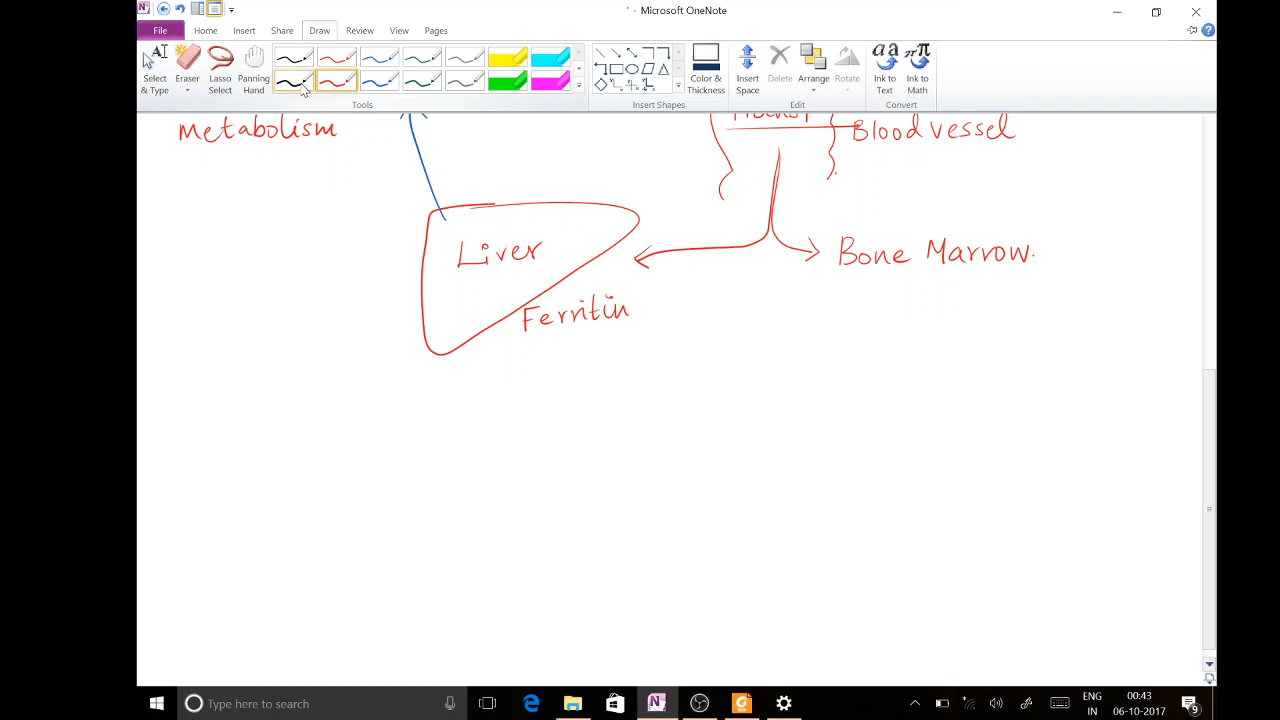 ' - Microsoft OneNote
File Home Insert Share Draw Review View Pages
Select & Type
Eraser
Lasso Select
Panning Hand
Color & Thickness
Insert Space
Delete
Arrange
Rotate
Ink to Text
Ink to Math
Tools
Insert Shapes
Edit
Convert
metabolism
Blood vessel
Liver
Bone Marrow.
Ferritin
Type here to search
ENG
IN
00:43
06-10-2017
9